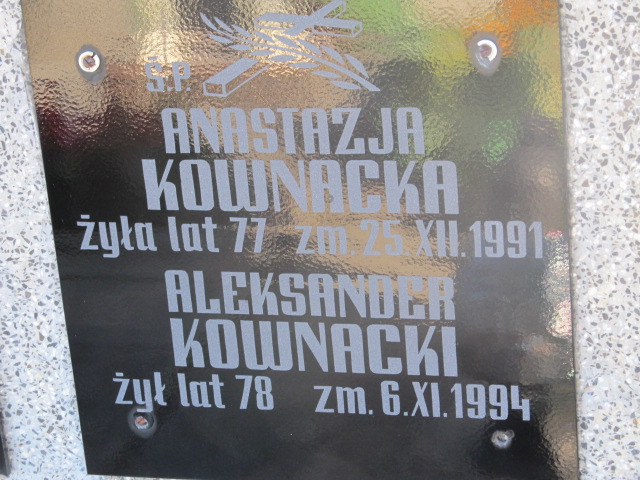 Ś.P.
ANASTAZJA
KOWNACKA
żyła lat 77 zm. 25.XII.1991
ALEKSANDER
KOWNACKI
żył lat 78 zm. 6.XI.1994